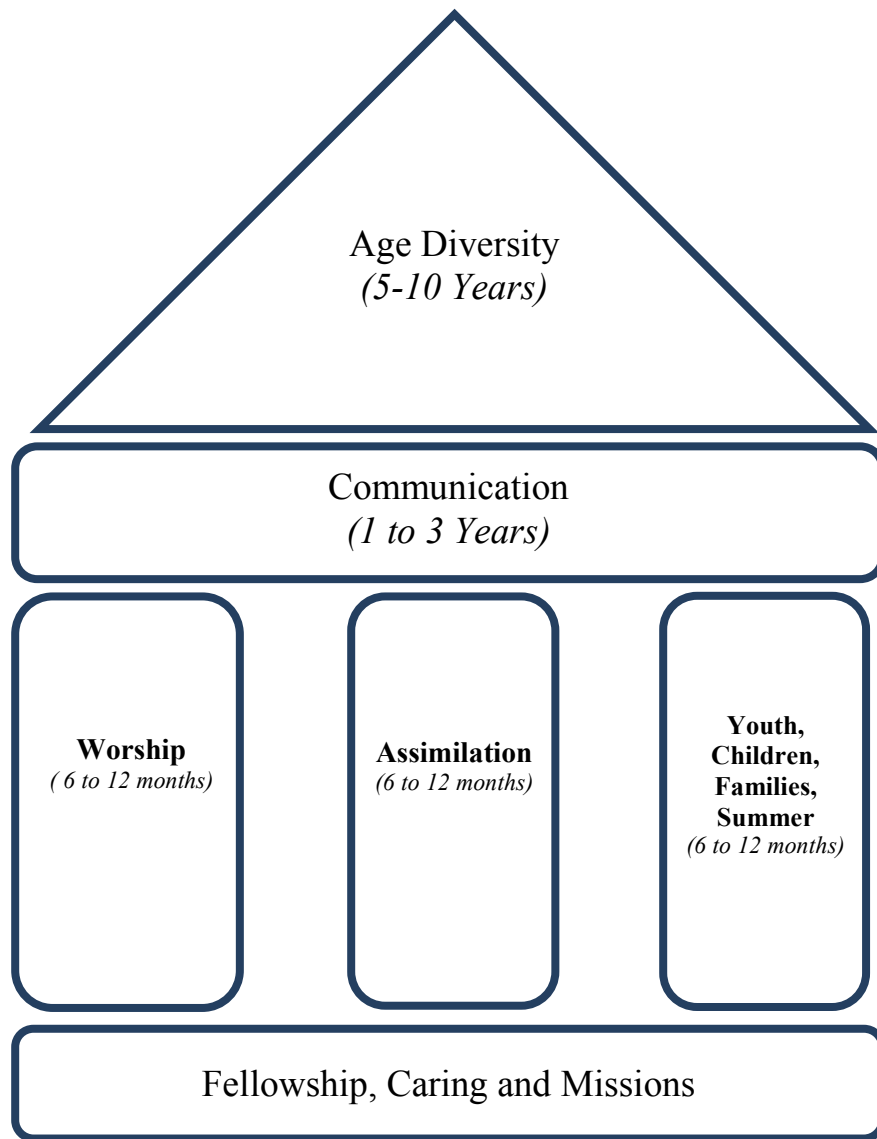 Age Diversity
(5-10 Years)
Communication
(1 to 3 Years)
Worship
( 6 to 12 months)
Assimilation
(6 to 12 months)
Youth,
Children,
Families,
Summer
(6 to 12 months)
Fellowship, Caring and Missions